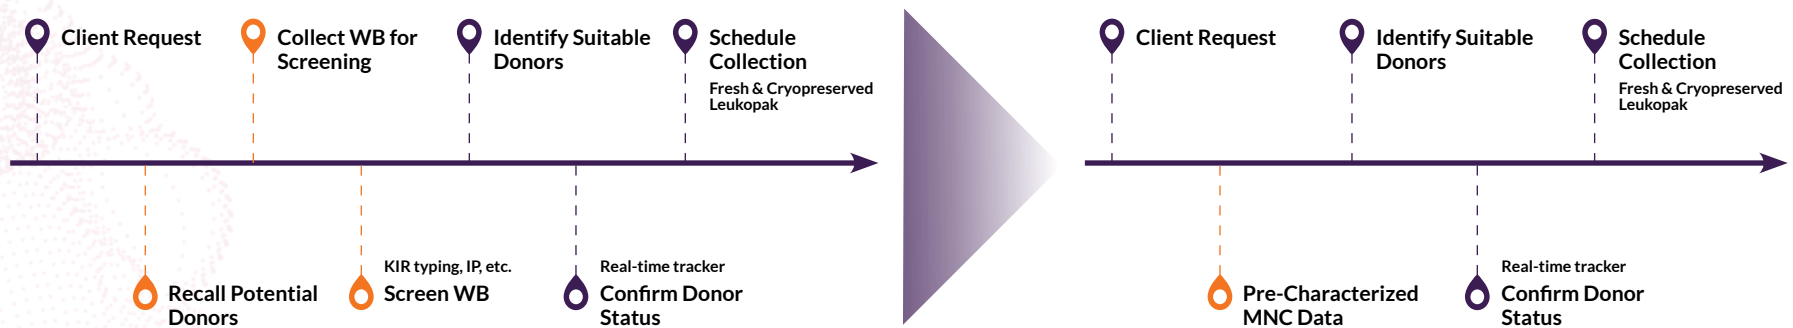 Client Request
Collect WB for
Screening
Identify Suitable
Donors
Schedule
Collection
Fresh & Cryopreserved
Leukopak
Recall Potential
Donors
KIR typing, IP, etc.
Screen WB
Real-time tracker
Confirm Donor
Status
Client Request
Identify Suitable
Donors
Schedule
Collection
Fresh & Cryopreserved
Leukopak
Pre-Characterized
MNC Data
Real-time tracker
Confirm Donor
Status